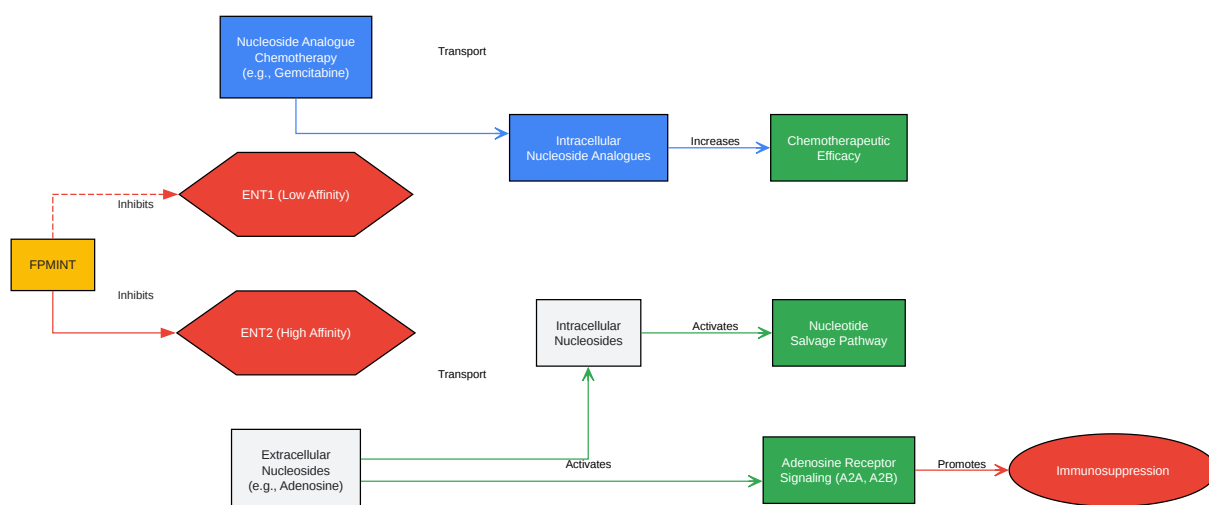 Nucleoside Analogue
Chemotherapy
(e.g., Gemcitabine)
Transport
Intracellular
Nucleoside Analogues
Increases
Chemotherapeutic
Efficacy
ENT1 (Low Affinity)
Inhibits
FPMINT
Inhibits
ENT2 (High Affinity)
Intracellular
Nucleosides
Activates
Nucleotide
Salvage Pathway
Transport
Extracellular
Nucleosides
(e.g., Adenosine)
Activates
Adenosine Receptor
Signaling (A2A, A2B)
Promotes
Immunosuppression